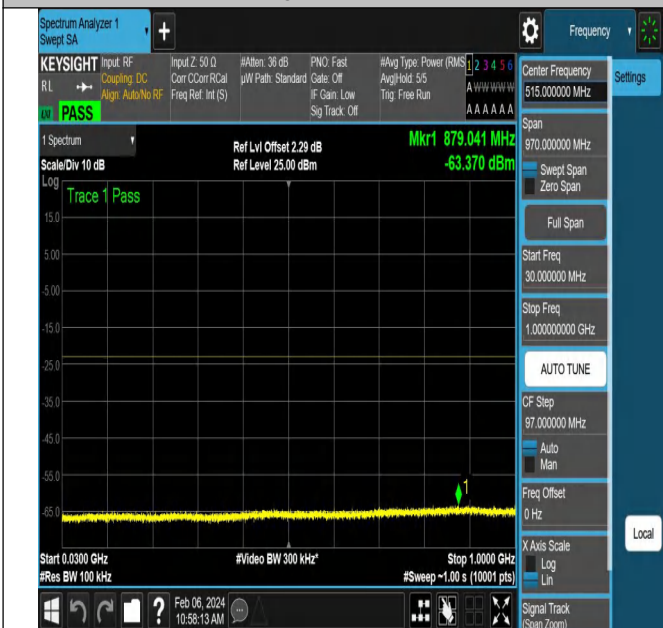 Spectrum Analyzer 1
Swept SA
+
Frequency
KEYSIGHT
RL
LXI
PASS
Input: RF
Coupling: DC
Align: Auto/No RF
Input Z: 50 Ω
Corr CCorr RCal
Freq Ref: Int (S)
#Atten: 36 dB
µW Path: Standard
PNO: Fast
Gate: Off
IF Gain: Low
Sig Track: Off
#Avg Type: Power (RMS
Avg|Hold: 5/5
Trig: Free Run
1 2 3 4 5 6
A W W W W W
A A A A A A
1 Spectrum
Scale/Div 10 dB
Ref Lvl Offset 2.29 dB
Ref Level 25.00 dBm
Mkr1 879.041 MHz
-63.370 dBm
Log
Trace 1 Pass
15.0
5.00
-5.00
-15.0
-25.0
-35.0
-45.0
-55.0
-65.0
1
Start 0.0300 GHz
#Res BW 100 kHz
#Video BW 300 kHz*
Stop 1.0000 GHz
#Sweep ~1.00 s (10001 pts)
?
Feb 06, 2024
10:58:13 AM
Center Frequency
515.000000 MHz
Span
970.000000 MHz
Swept Span
Zero Span
Full Span
Start Freq
30.000000 MHz
Stop Freq
1.000000000 GHz
AUTO TUNE
CF Step
97.000000 MHz
Auto
Man
Freq Offset
0 Hz
X Axis Scale
Log
Lin
Signal Track
(Span Zoom)
Settings
Local